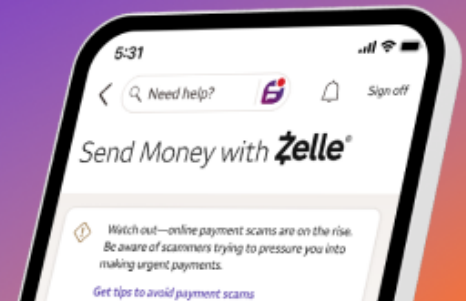 5:31
Need help?
Sign off
Send Money with Zelle®
Watch out—online payment scams are on the rise.
Be aware of scammers trying to pressure you into
making urgent payments.
Get tips to avoid payment scams